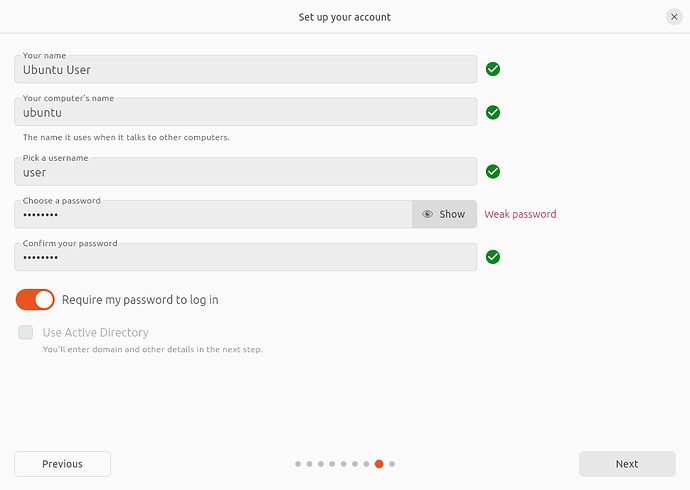 Set up your account
Your name
Ubuntu User
Your computer's name
ubuntu
The name it uses when it talks to other computers.
Pick a username
user
Choose a password
••••••••
Show
Weak password
Confirm your password
••••••••
Require my password to log in
Use Active Directory
You'll enter domain and other details in the next step.
Previous
Next